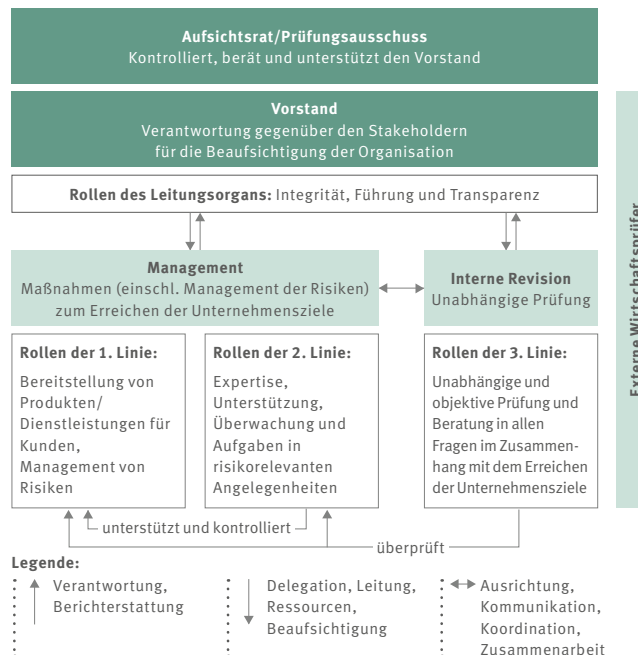 Aufsichtsrat/Prüfungsausschuss
Kontrolliert, berät und unterstützt den Vorstand
Vorstand
Verantwortung gegenüber den Stakeholdern
für die Beaufsichtigung der Organisation
Rollen des Leitungsorgans: Integrität, Führung und Transparenz
Management
Maßnahmen (einschl. Management der Risiken)
zum Erreichen der Unternehmensziele
Interne Revision
Unabhängige Prüfung
Externe Wirtschaftsprüfer
Rollen der 1. Linie:
Bereitstellung von
Produkten/
Dienstleistungen für
Kunden,
Management von
Risiken
Rollen der 2. Linie:
Expertise,
Unterstützung,
Überwachung und
Aufgaben in
risikorelevanten
Angelegenheiten
Rollen der 3. Linie:
Unabhängige und
objektive Prüfung und
Beratung in allen
Fragen im Zusammen-
hang mit dem Erreichen
der Unternehmensziele
unterstützt und kontrolliert
überprüft
Legende:
Verantwortung,
Berichterstattung
Delegation, Leitung,
Ressourcen,
Beaufsichtigung
Ausrichtung,
Kommunikation,
Koordination,
Zusammenarbeit